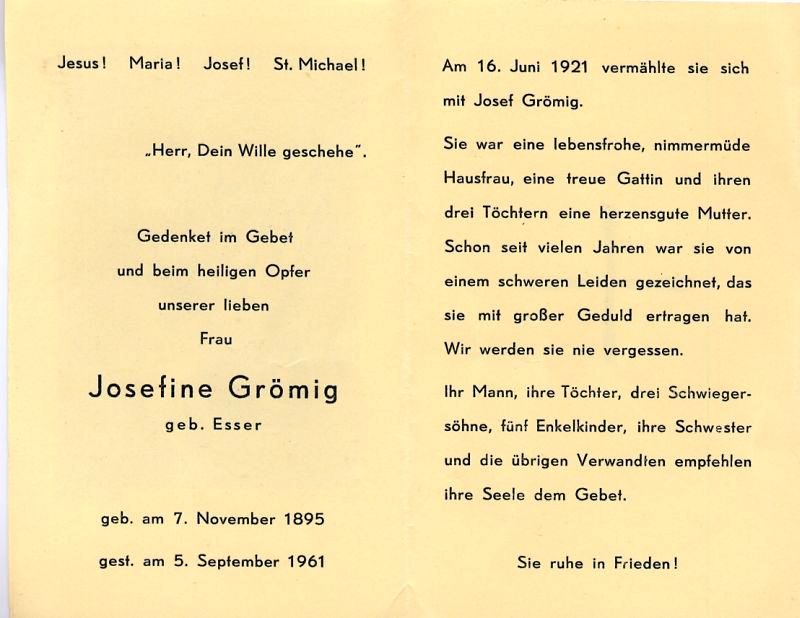 Jesus! Maria! Josef! St. Michael!
„Herr, Dein Wille geschehe".
Gedenket im Gebet
und beim heiligen Opfer
unserer lieben
Frau
Josefine Grömig
geb. Esser
geb. am 7. November 1895
gest. am 5. September 1961
Am 16. Juni 1921 vermählte sie sich
mit Josef Grömig.
Sie war eine lebensfrohe, nimmermüde
Hausfrau, eine treue Gattin und ihren
drei Töchtern eine herzensgute Mutter.
Schon seit vielen Jahren war sie von
einem schweren Leiden gezeichnet, das
sie mit großer Geduld ertragen hat.
Wir werden sie nie vergessen.
Ihr Mann, ihre Töchter, drei Schwieger-
söhne, fünf Enkelkinder, ihre Schwester
und die übrigen Verwandten empfehlen
ihre Seele dem Gebet.
Sie ruhe in Frieden!